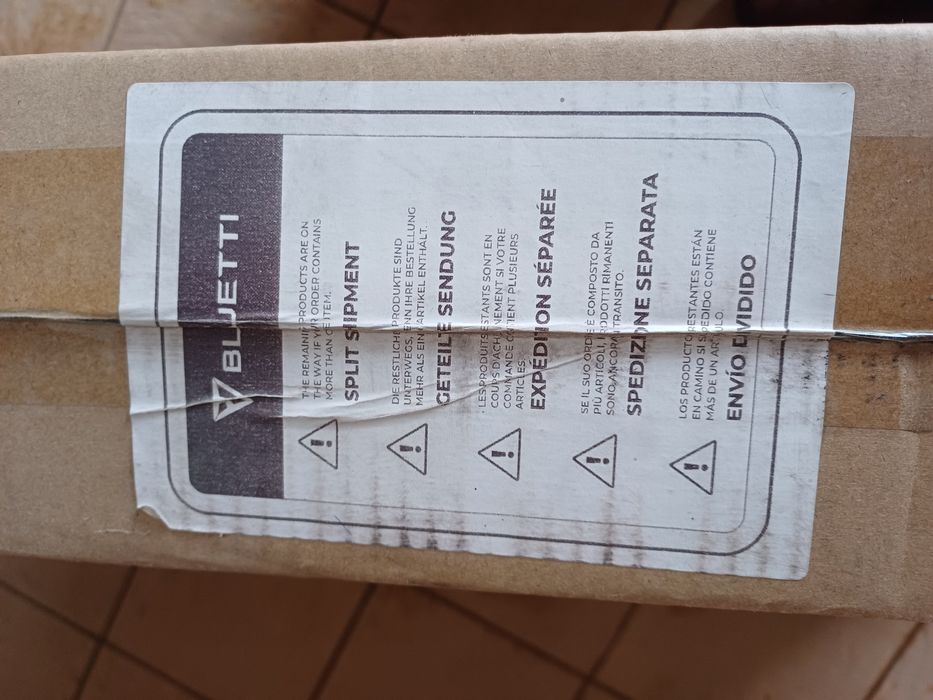 BLUETTI
THE REMAINING PRODUCTS ARE ON
THE WAY IF YOUR ORDER CONTAINS
MORE THAN ONE ITEM.
SPLIT SHIPMENT
DIE RESTLICHE PRODUKTE SIND
UNTERWEGS, WENN IHRE BESTELLUNG
MEHR ALS EINEN ARTIKEL ENTHÄLT.
GETEILTE SENDUNG
· LES PRODUITS RESTANTS SONT EN
COUPS D'ACHEMINEMENT SI VOTRE
COMMANDE CONTIENT PLUSIEURS
ARTICLES.
EXPÉDITION SÉPARÉE
SE IL SUO ORDINE È COMPOSTO DA
PIÙ ARTICOLI, I PRODOTTI RIMANENTI
SONO ANCORA IN TRANSITO.
SPEDIZIONE SEPARATA
LOS PRODUCTOS RESTANTES ESTÁN
EN CAMINO SI SU PEDIDO CONTIENE
MÁS DE UN ARTÍCULO.
ENVÍO DIVIDIDO